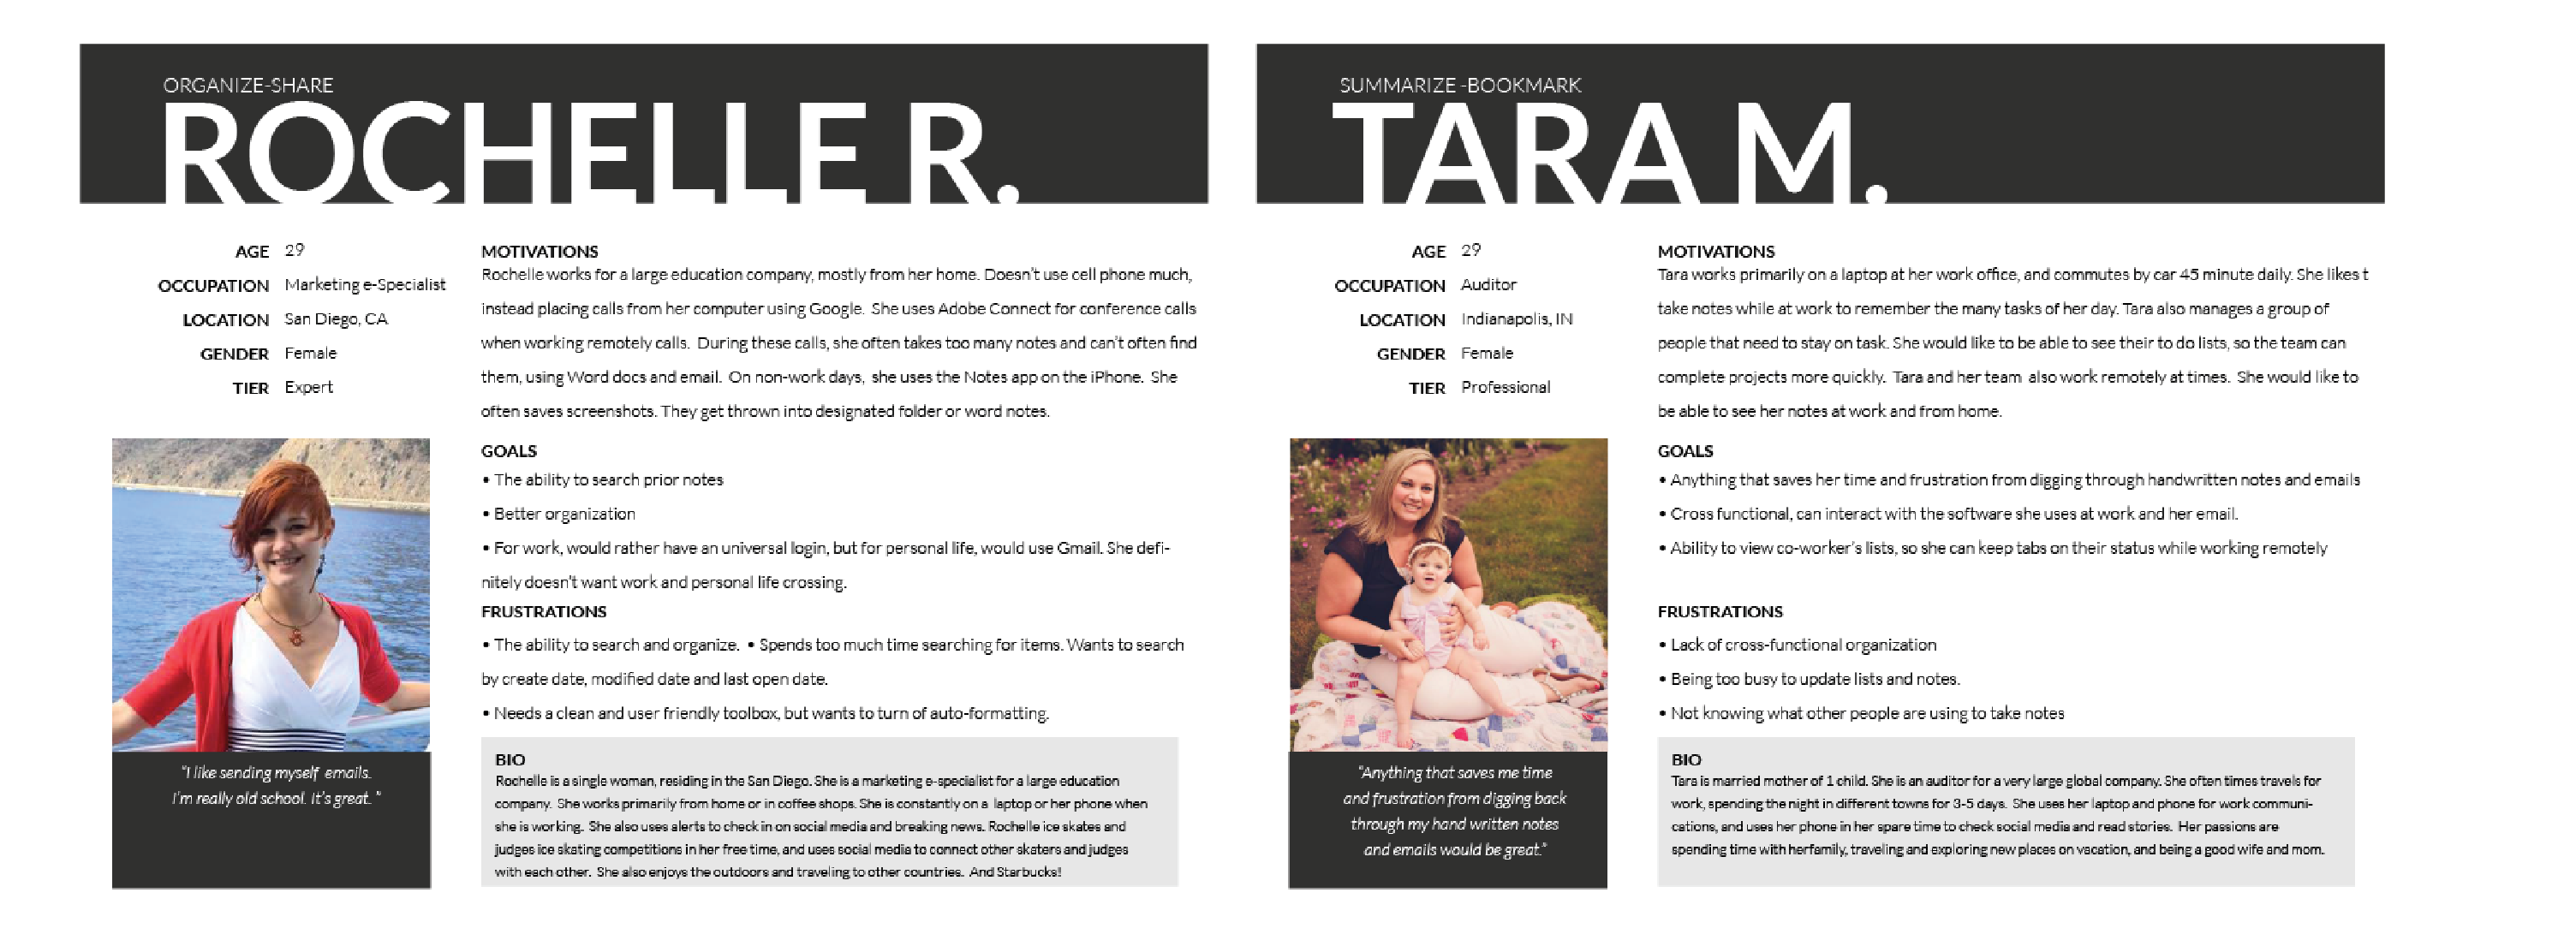 ORGANIZE-SHARE
ROCHELLE R.
AGE 29
OCCUPATION Marketing e-Specialist
LOCATION San Diego, CA
GENDER Female
TIER Expert
"I like sending myself emails.
I'm really old school. It's great. "
MOTIVATIONS
Rochelle works for a large education company, mostly from her home. Doesn't use cell phone much,
instead placing calls from her computer using Google. She uses Adobe Connect for conference calls
when working remotely calls. During these calls, she often takes too many notes and can't often find
them, using Word docs and email. On non-work days, she uses the Notes app on the iPhone. She
often saves screenshots. They get thrown into designated folder or word notes.
GOALS
• The ability to search prior notes
• Better organization
• For work, would rather have an universal login, but for personal life, would use Gmail. She defi-
nitely doesn't want work and personal life crossing.
FRUSTRATIONS
• The ability to search and organize. • Spends too much time searching for items. Wants to search
by create date, modified date and last open date.
• Needs a clean and user friendly toolbox, but wants to turn of auto-formatting.
BIO
Rochelle is a single woman, residing in the San Diego. She is a marketing e-specialist for a large education
company. She works primarily from home or in coffee shops. She is constantly on a laptop or her phone when
she is working. She also uses alerts to check in on social media and breaking news. Rochelle ice skates and
judges ice skating competitions in her free time, and uses social media to connect other skaters and judges
with each other. She also enjoys the outdoors and traveling to other countries. And Starbucks!
SUMMARIZE -BOOKMARK
TARA M.
AGE 29
OCCUPATION Auditor
LOCATION Indianapolis, IN
GENDER Female
TIER Professional
"Anything that saves me time
and frustration from digging back
through my hand written notes
and emails would be great."
MOTIVATIONS
Tara works primarily on a laptop at her work office, and commutes by car 45 minute daily. She likes t
take notes while at work to remember the many tasks of her day. Tara also manages a group of
people that need to stay on task. She would like to be able to see their to do lists, so the team can
complete projects more quickly. Tara and her team also work remotely at times. She would like to
be able to see her notes at work and from home.
GOALS
• Anything that saves her time and frustration from digging through handwritten notes and emails
• Cross functional, can interact with the software she uses at work and her email.
• Ability to view co-worker's lists, so she can keep tabs on their status while working remotely
FRUSTRATIONS
• Lack of cross-functional organization
• Being too busy to update lists and notes.
• Not knowing what other people are using to take notes
BIO
Tara is married mother of 1 child. She is an auditor for a very large global company. She often times travels for
work, spending the night in different towns for 3-5 days. She uses her laptop and phone for work communi-
cations, and uses her phone in her spare time to check social media and read stories. Her passions are
spending time with herfamily, traveling and exploring new places on vacation, and being a good wife and mom.